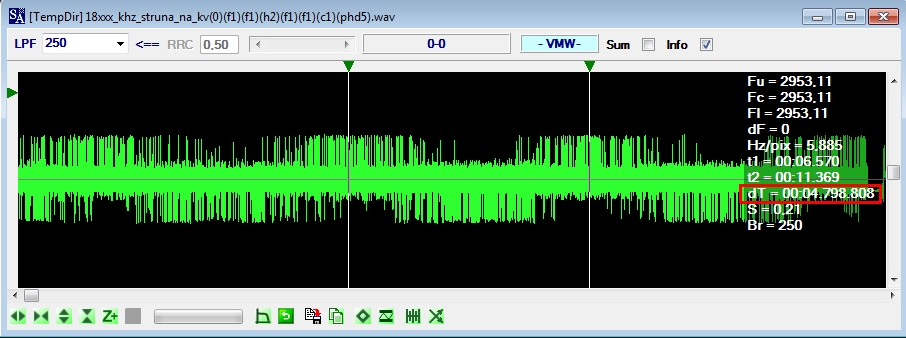 SA [TempDir] 18xxx_khz_struna_na_kv(0)(f1)(f1)(h2)(f1)(f1)(c1)(phd5).wav
LPF 250 <== RRC 0,50 0-0 - VMW- Sum Info
Fu = 2953,11
Fc = 2953,11
Fl = 2953,11
dF = 0
Hz/pix = 5,885
t1 = 00:06.570
t2 = 00:11.369
dT = 00:04.798.808
S = 0,21
Br = 250
Z+